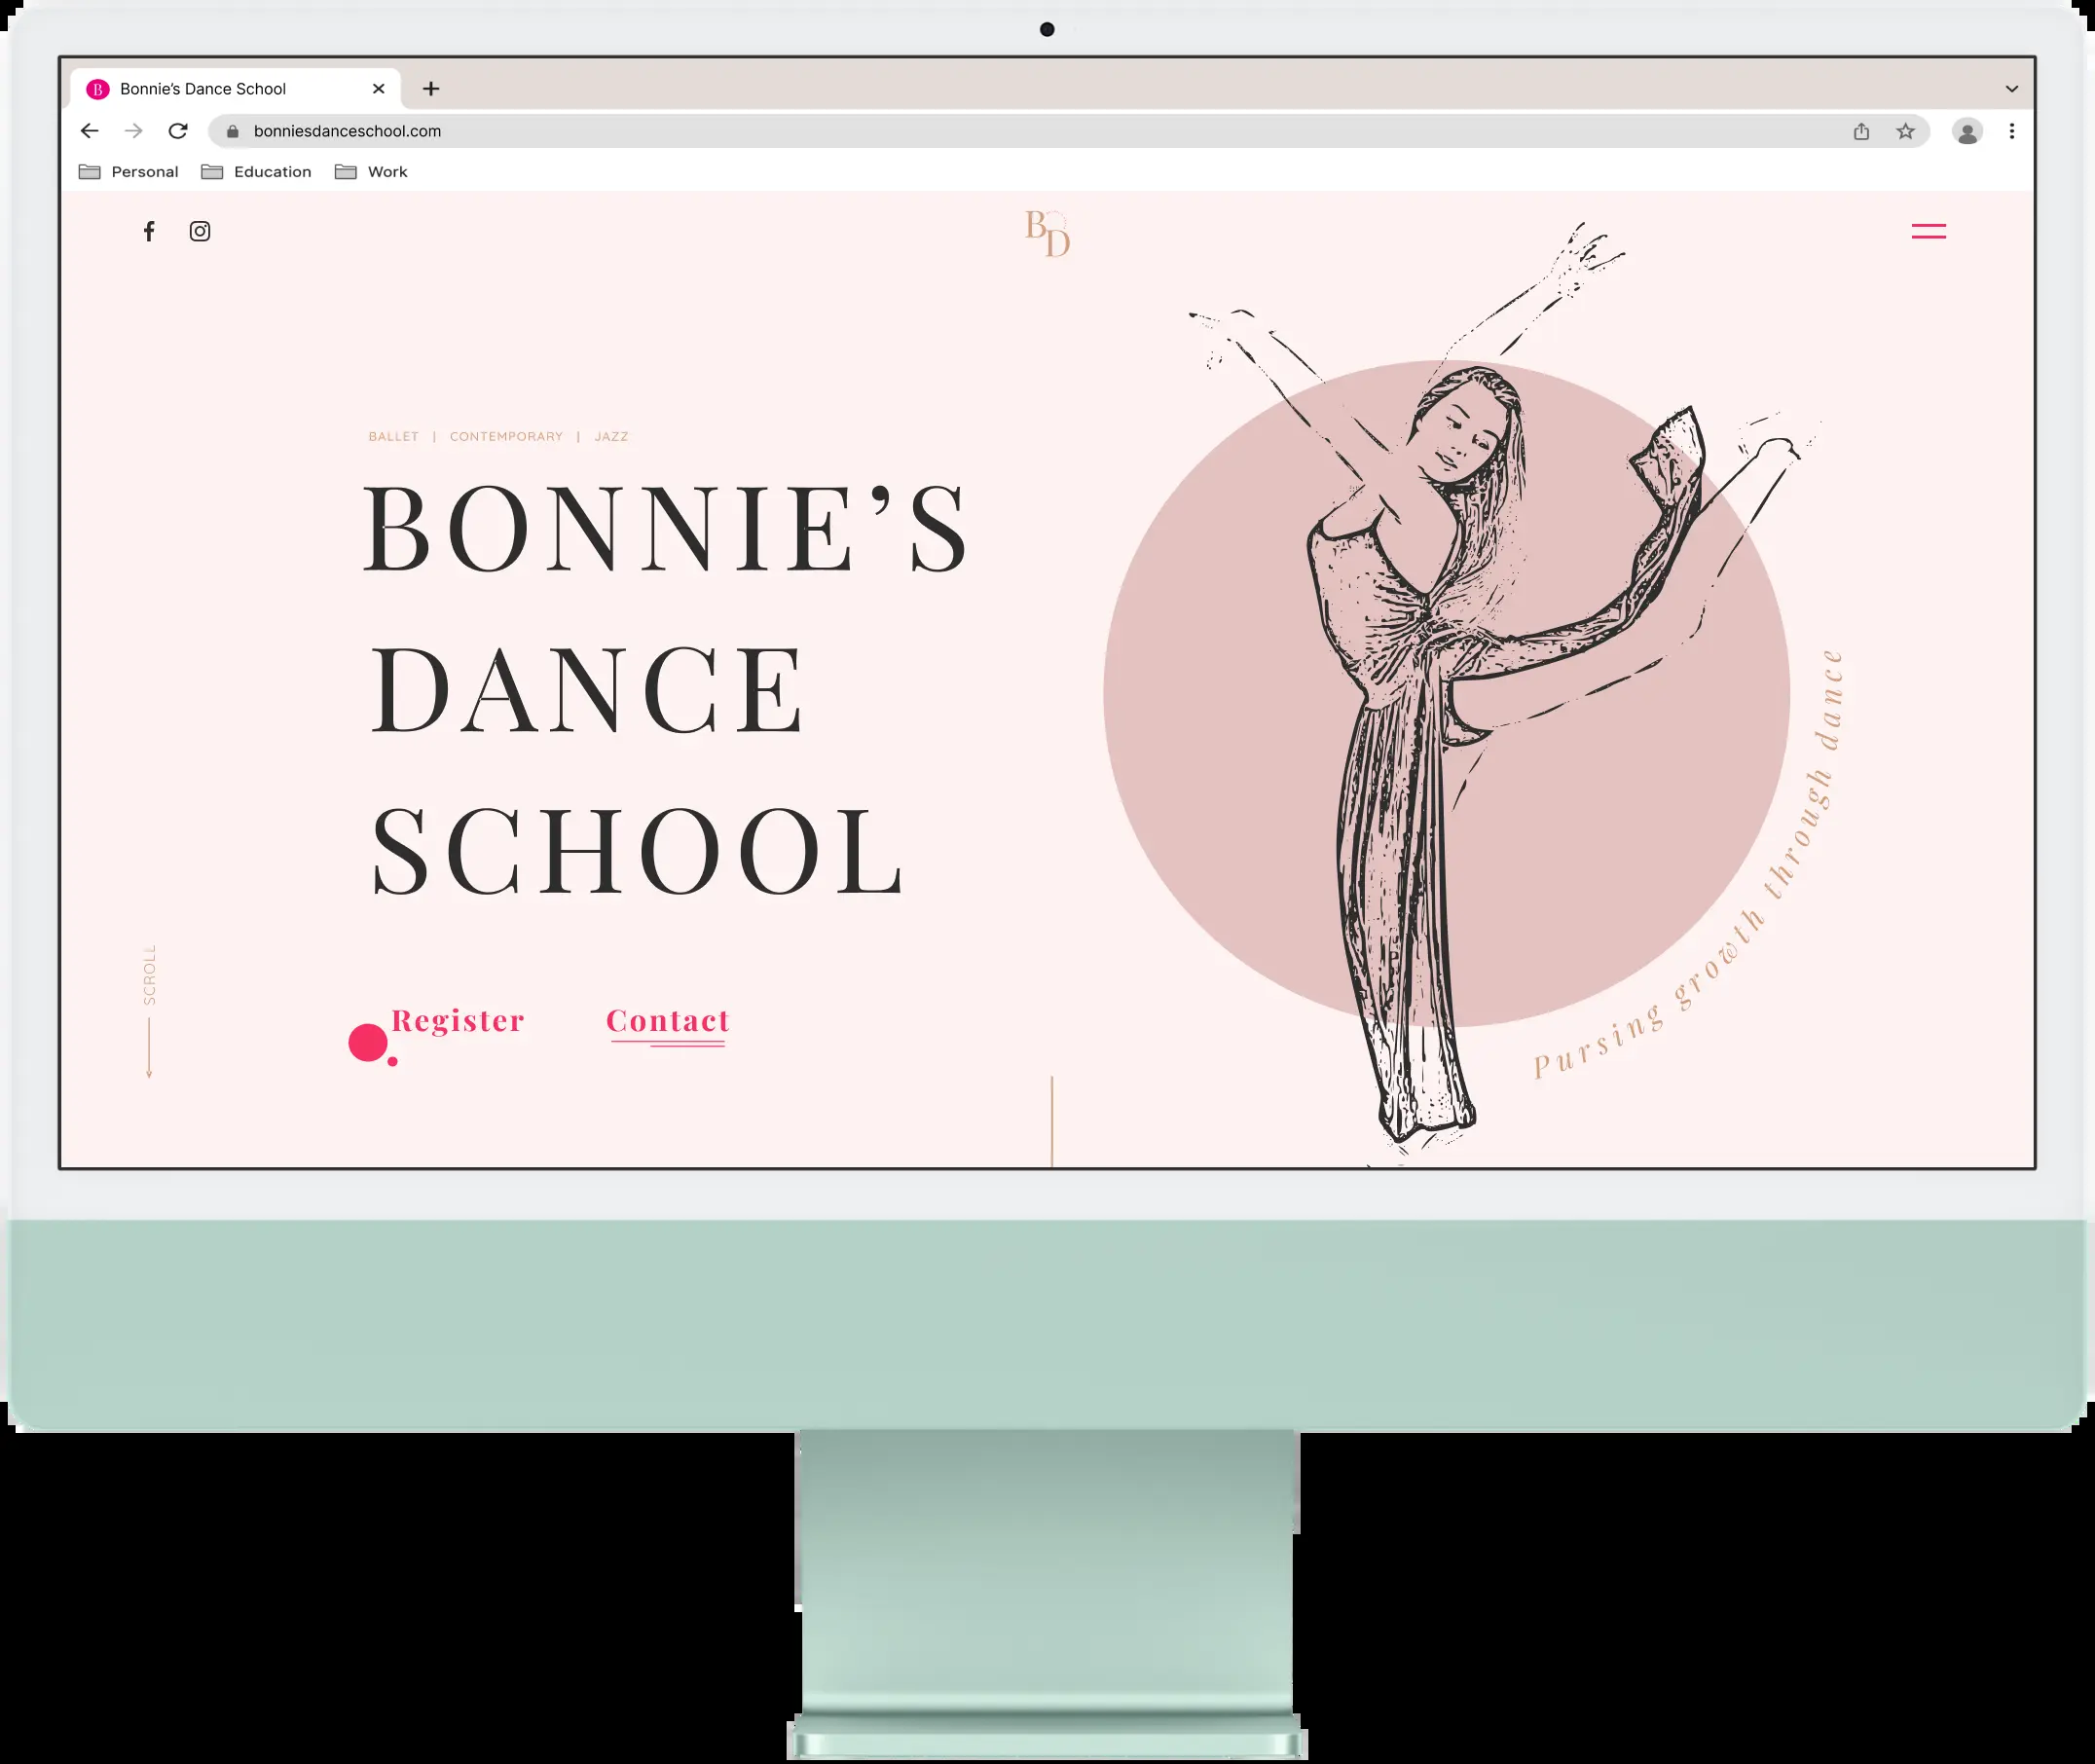 B Bonnie’s Dance School
bonniesdanceschool.com
Personal Education Work
BD
BALLET | CONTEMPORARY | JAZZ
BONNIE’S
DANCE
SCHOOL
Pursing growth through dance
SCROLL
Register Contact